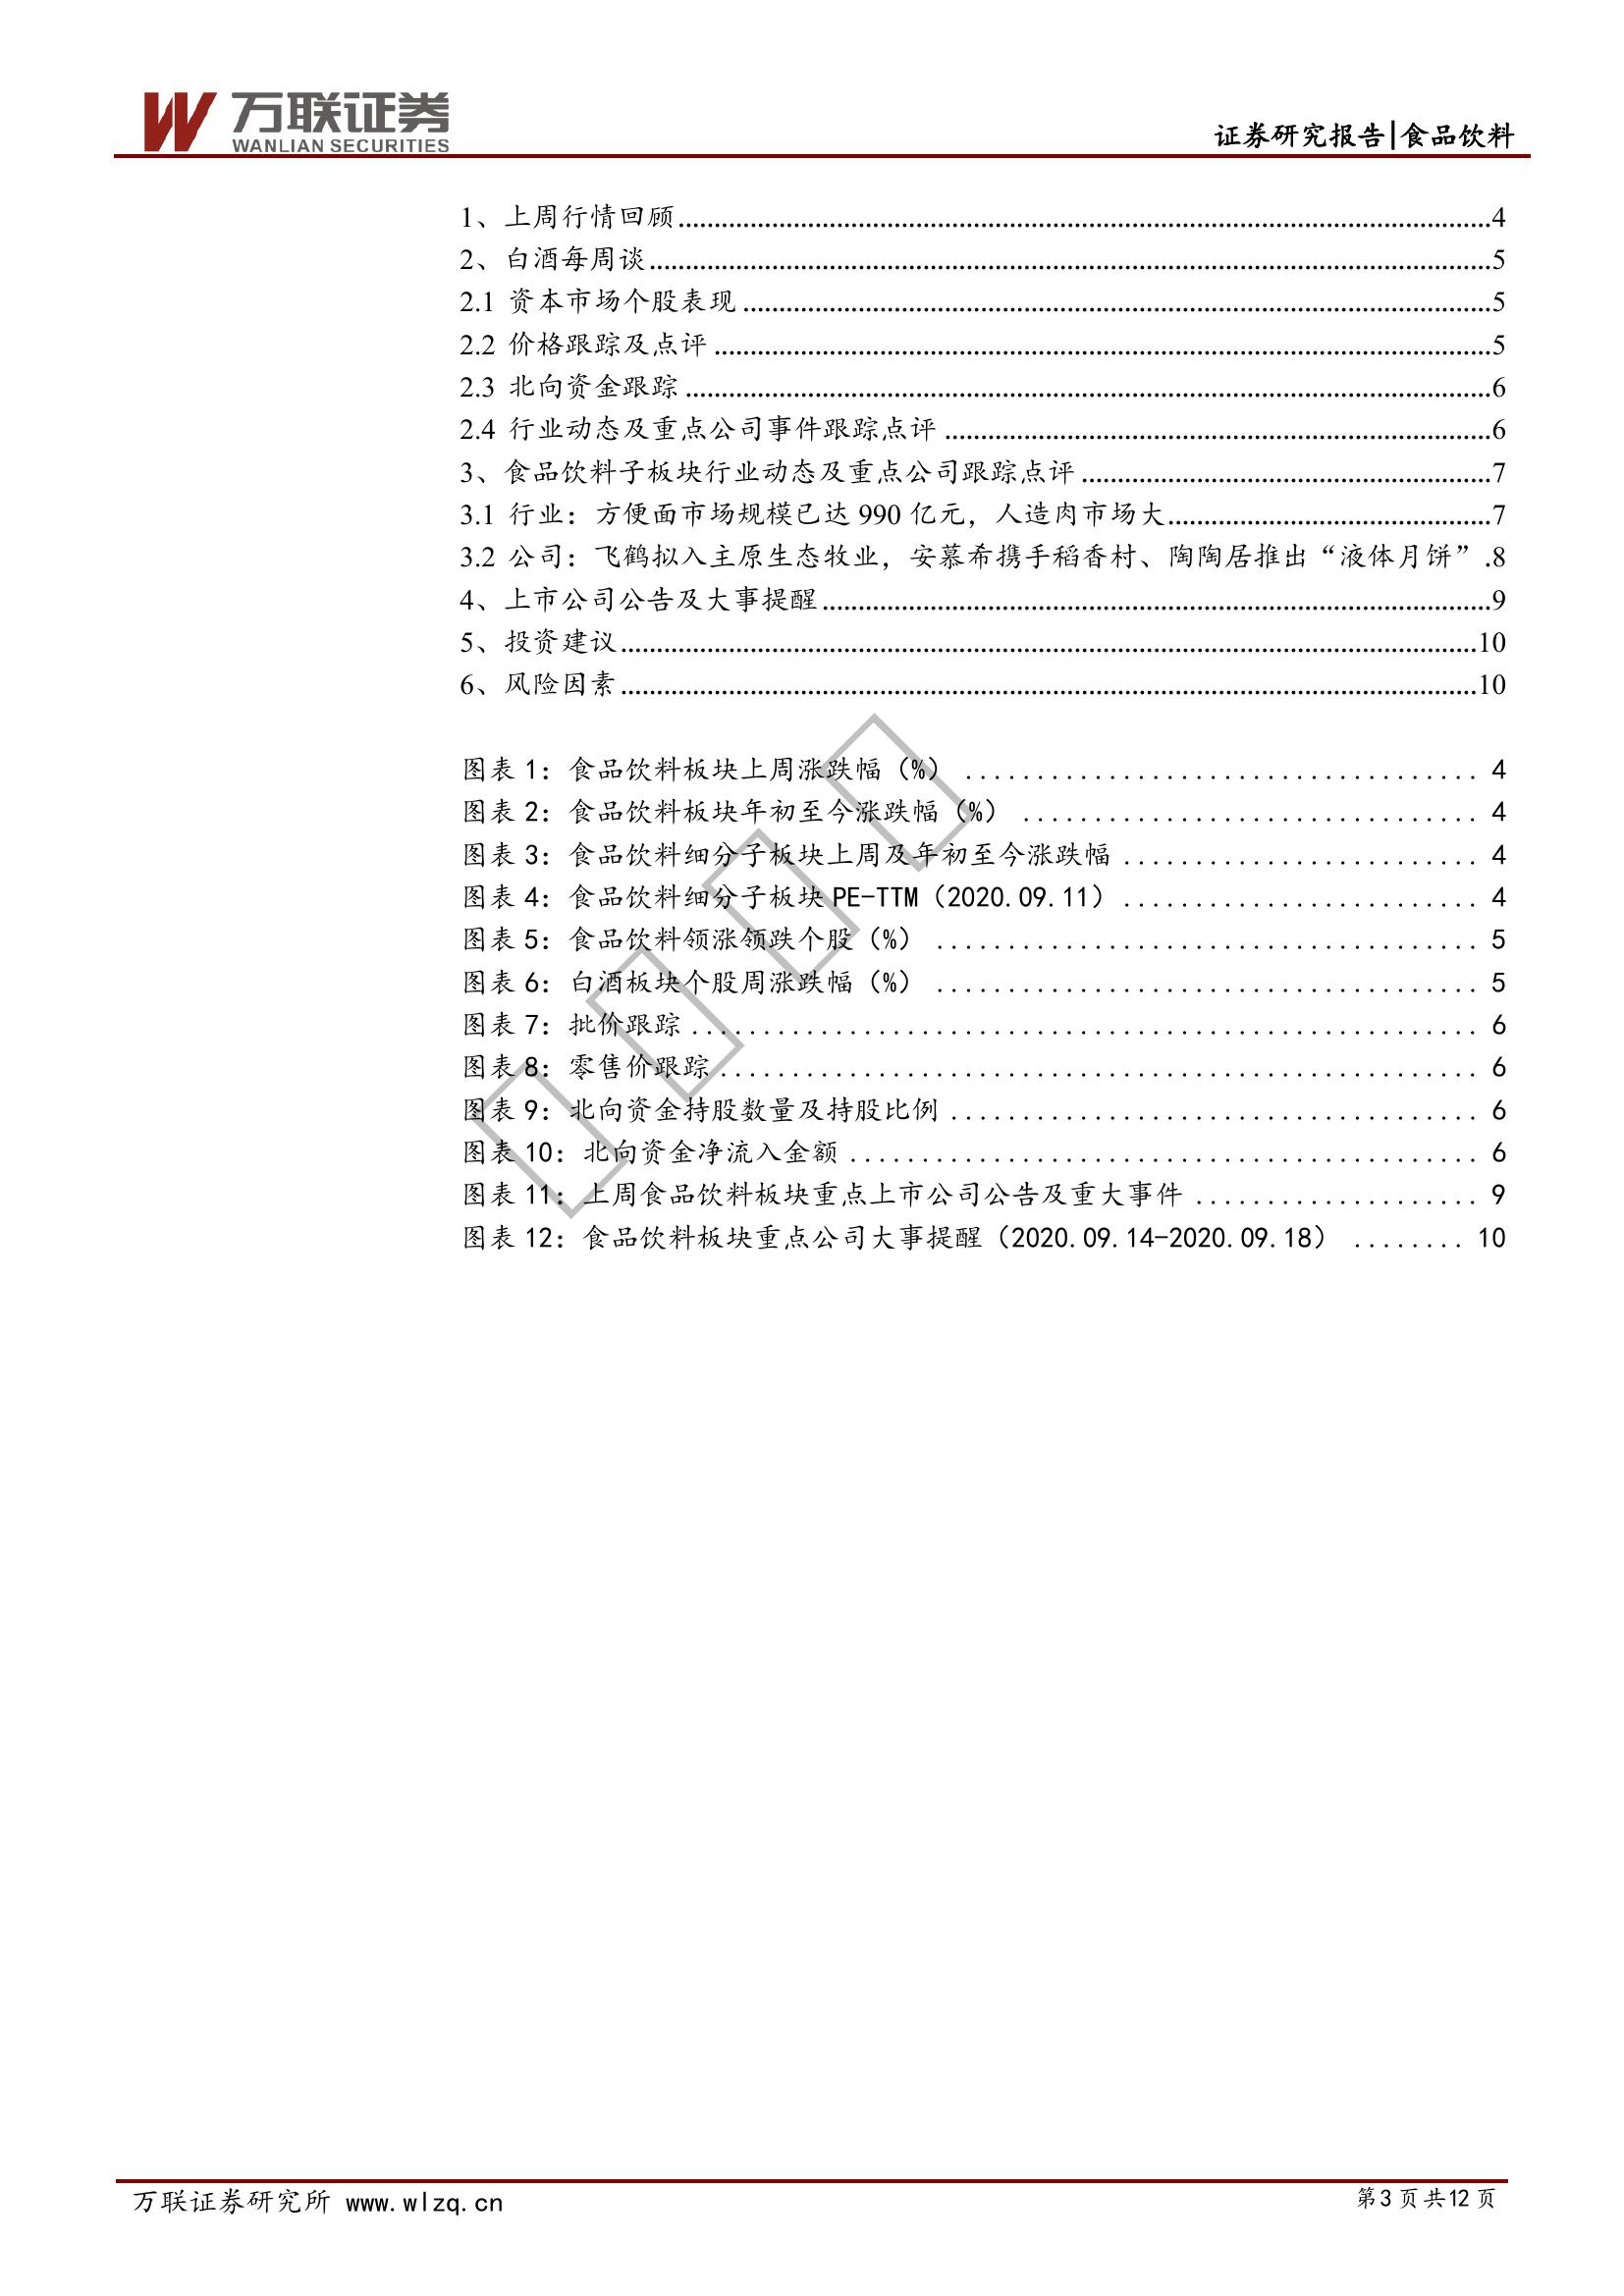 万联证券
WANLIAN SECURITIES
证券研究报告|食品饮料
1、上周行情回顾........4
2、白酒每周谈........5
2.1 资本市场个股表现........5
2.2 价格跟踪及点评........5
2.3 北向资金跟踪........6
2.4 行业动态及重点公司事件跟踪点评........6
3、食品饮料子板块行业动态及重点公司跟踪点评........7
3.1 行业：方便面市场规模已达 990 亿元，人造肉市场大........7
3.2 公司：飞鹤拟入主原生态牧业，安慕希携手稻香村、陶陶居推出“液体月饼” .8
4、上市公司公告及大事提醒........9
5、投资建议........10
6、风险因素........10
图表 1：食品饮料板块上周涨跌幅（%） ........ 4
图表 2：食品饮料板块年初至今涨跌幅（%） ........ 4
图表 3：食品饮料细分子板块上周及年初至今涨跌幅 ........ 4
图表 4：食品饮料细分子板块 PE-TTM（2020.09.11） ........ 4
图表 5：食品饮料领涨领跌个股（%） ........ 5
图表 6：白酒板块个股周涨跌幅（%） ........ 5
图表 7：批价跟踪 ........ 6
图表 8：零售价跟踪 ........ 6
图表 9：北向资金持股数量及持股比例 ........ 6
图表 10：北向资金净流入金额 ........ 6
图表 11：上周食品饮料板块重点上市公司公告及重大事件 ........ 9
图表 12：食品饮料板块重点公司大事提醒（2020.09.14-2020.09.18） ........ 10
万联证券研究所 www.wlzq.cn
第3页共12页